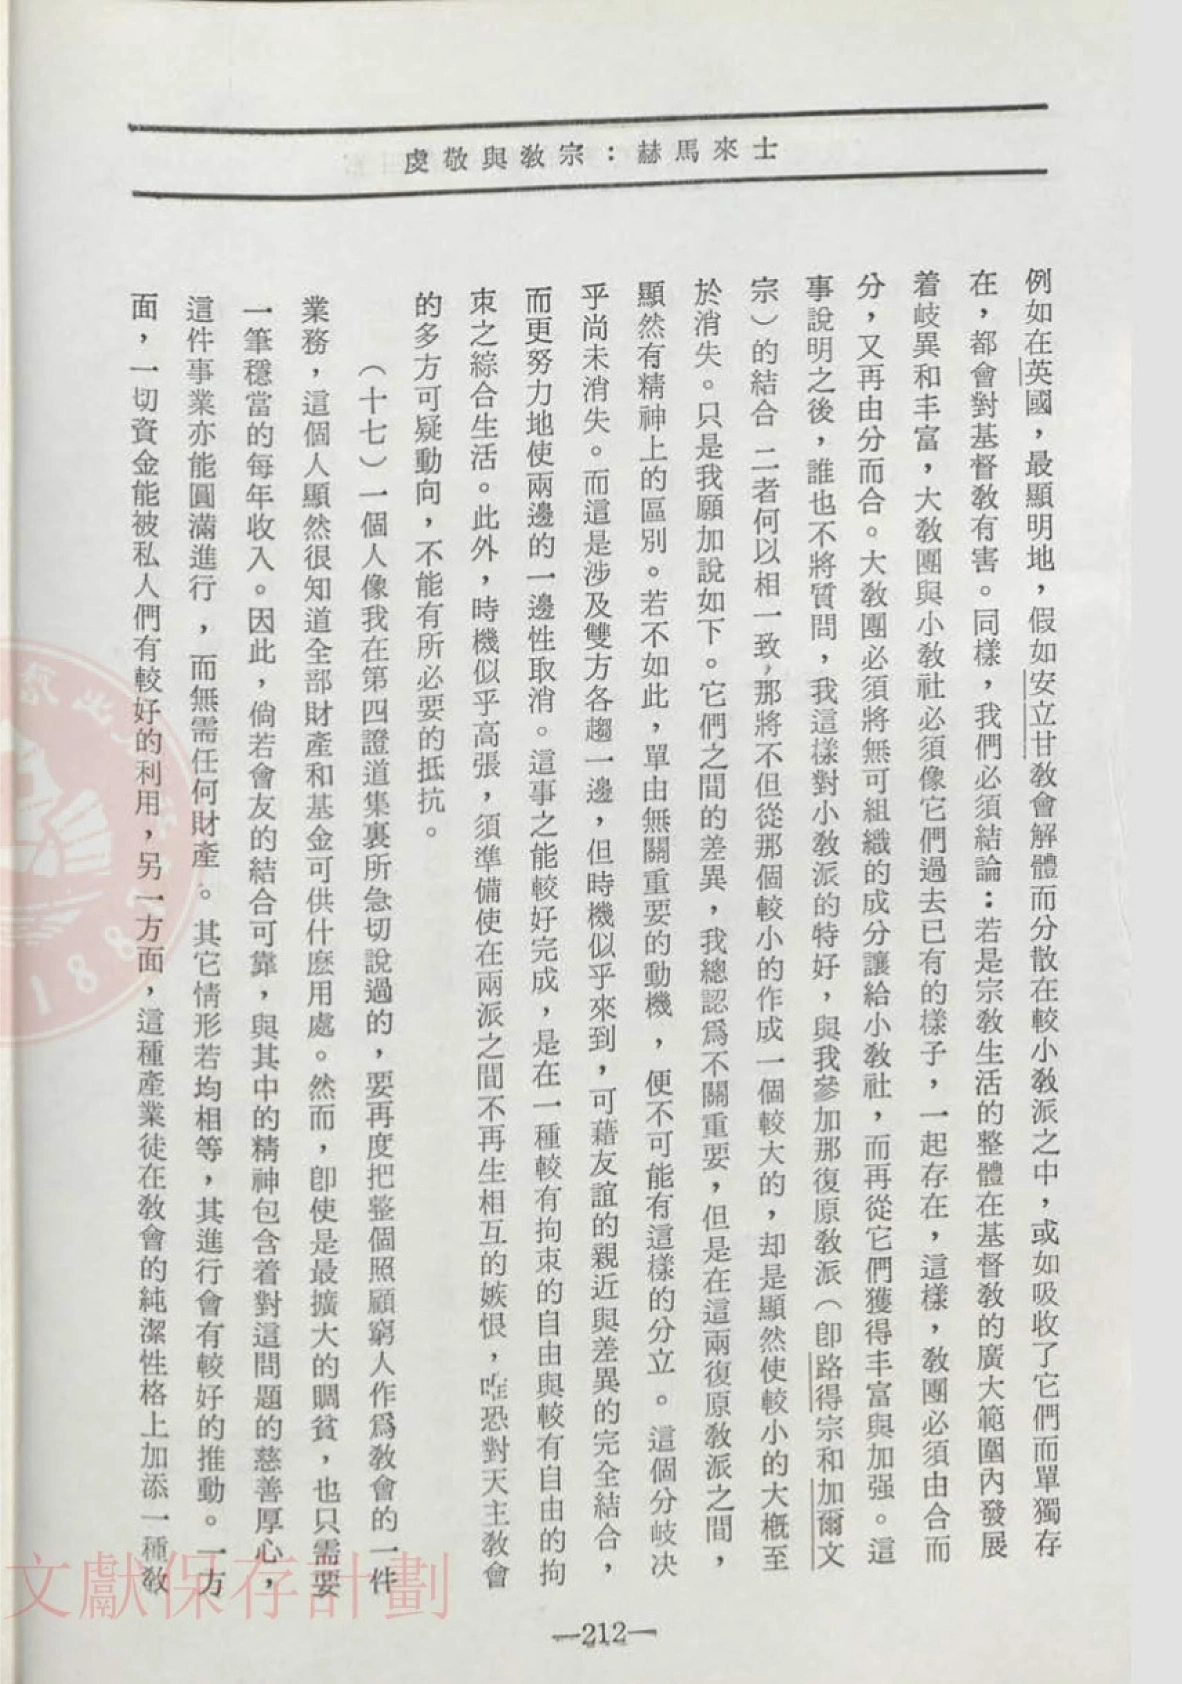 士來馬赫：宗教與敬虔
例如在英國，最顯明地，假如安立甘教會解體而分散在較小教派之中，或如吸收了它們而單獨存
在，都會對基督教有害。同樣，我們必須結論：若是宗教生活的整體在基督教的廣大範圍內發展
着歧異和丰富，大教團與小教社必須像它們過去已有的樣子，一起存在，這樣，教團必須由合而
分，又再由分而合。大教團必須將無可組織的成分讓給小教社，而再從它們獲得丰富與加强。這
事說明之後，誰也不將質問，我這樣對小教派的特好，與我參加那復原教派（卽路得宗和加爾文
宗）的結合 二者何以相一致，那將不但從那個較小的作成一個較大的，却是顯然使較小的大概至
於消失。只是我願加說如下。它們之間的差異，我總認爲不關重要，但是在這兩復原教派之間，
顯然有精神上的區別。若不如此，單由無關重要的動機，便不可能有這樣的分立。這個分歧决
乎尚未消失。而這是涉及雙方各趨一邊，但時機似乎來到，可藉友誼的親近與差異的完全結合，
而更努力地使兩邊的一邊性取消。這事之能較好完成，是在一種較有拘束的自由與較有自由的拘
束之綜合生活。此外，時機似乎高張，須準備使在兩派之間不再生相互的嫉恨，唯恐對天主教會
的多方可疑動向，不能有所必要的抵抗。
（十七）一個人像我在第四證道集裏所急切說過的，要再度把整個照顧窮人作爲教會的一件
業務，這個人顯然很知道全部財產和基金可供什麽用處。然而，卽使是最擴大的賙貧，也只需要
一筆穩當的每年收入。因此，倘若會友的結合可靠，與其中的精神包含着對這問題的慈善厚心，
這件事業亦能圓滿進行，而無需任何財產。其它情形若均相等，其進行會有較好的推動。一方
面，一切資金能被私人們有較好的利用，另一方面，這種產業徒在教會的純潔性格上加添一種教
—212—
文獻保存計劃
188